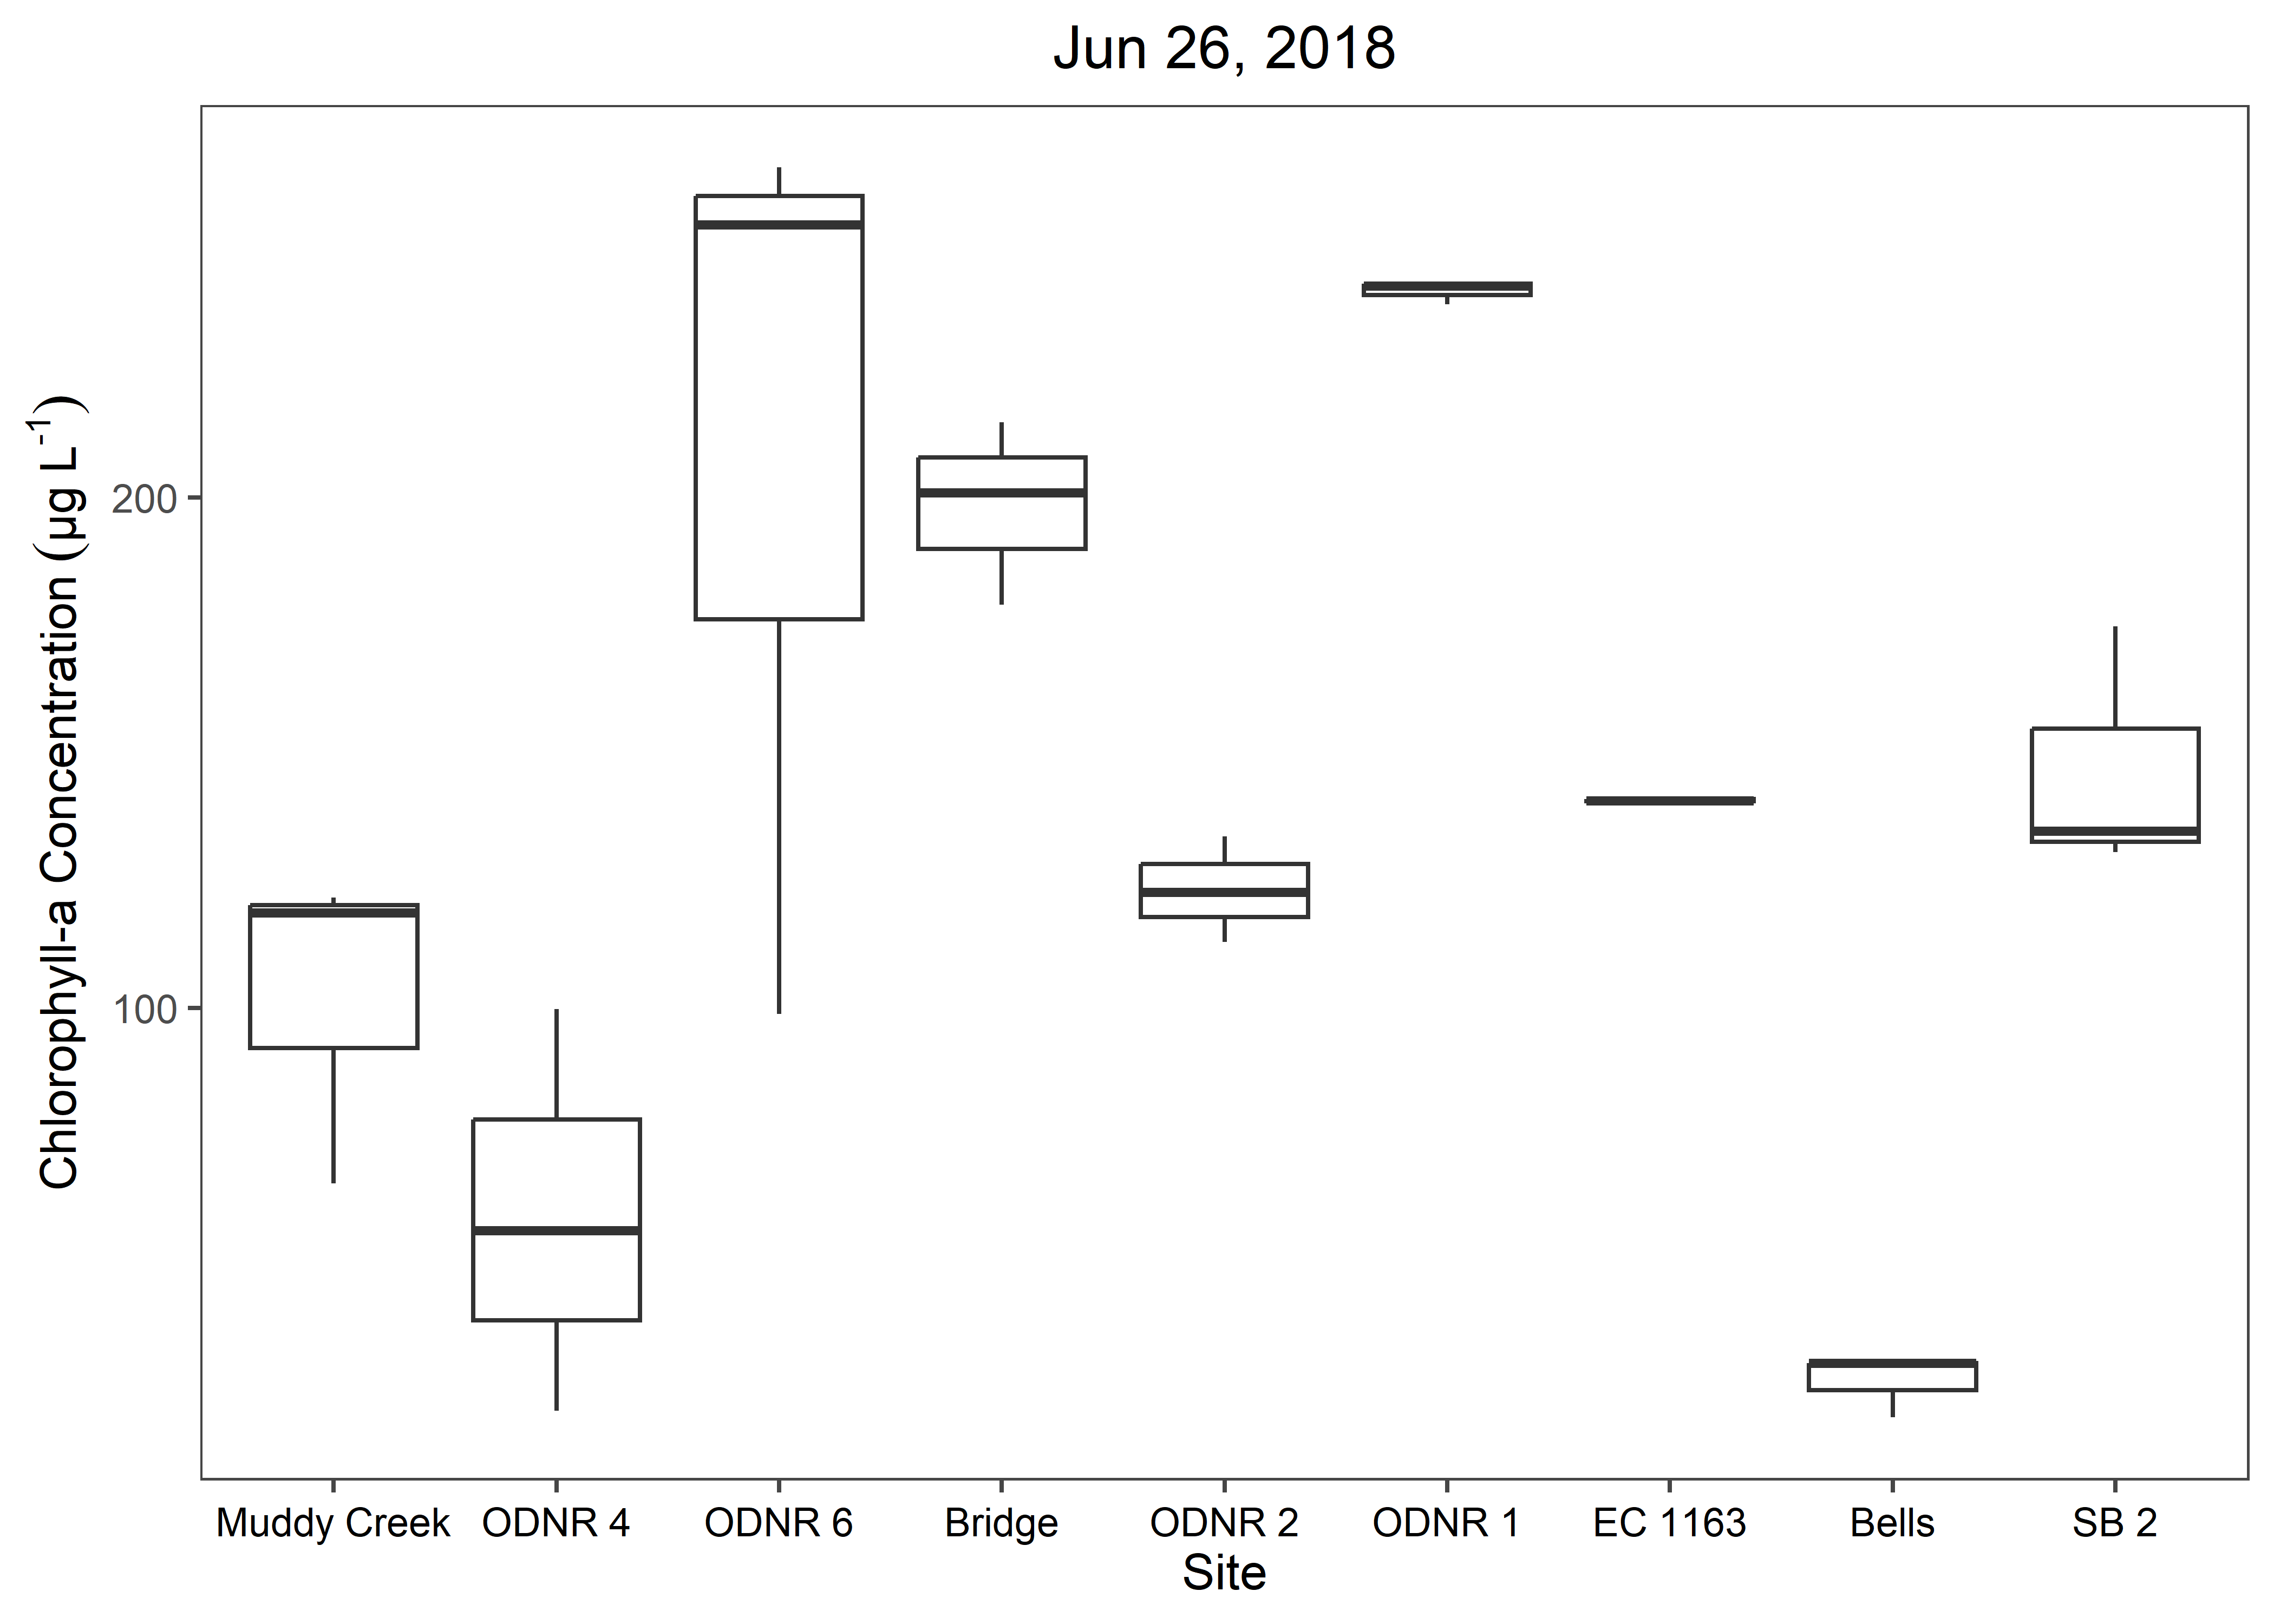 Jun 26, 2018
Chlorophyll-a Concentration (µg L-1)
200
100
Muddy Creek ODNR 4 ODNR 6 Bridge ODNR 2 ODNR 1 EC 1163 Bells SB 2
Site